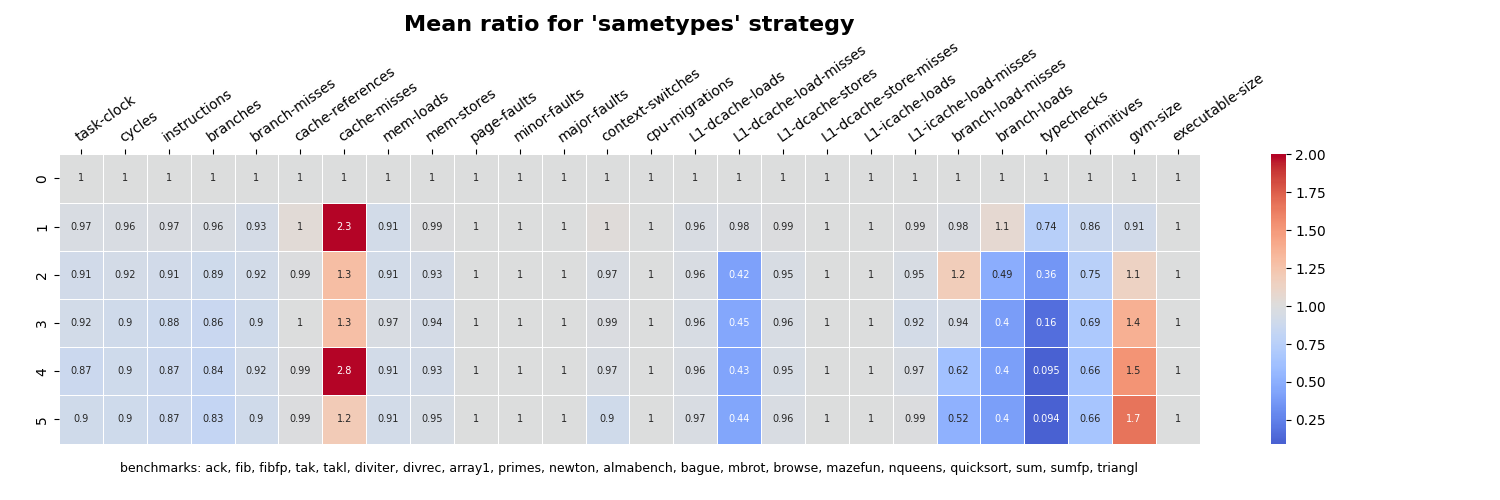 Mean ratio for 'sametypes' strategy
task-clock cycles instructions branches branch-misses cache-references cache-misses mem-loads mem-stores page-faults minor-faults major-faults context-switches cpu-migrations L1-dcache-loads L1-dcache-load-misses L1-dcache-stores L1-dcache-store-misses L1-icache-loads L1-icache-load-misses branch-load-misses branch-loads typechecks primitives gvm-size executable-size
0 1 1 1 1 1 1 1 1 1 1 1 1 1 1 1 1 1 1 1 1 1 1 1 1 1 1
1 0.97 0.96 0.97 0.96 0.93 1 2.3 0.91 0.99 1 1 1 1 1 0.96 0.98 0.99 1 1 0.99 0.98 1.1 0.74 0.86 0.91 1
2 0.91 0.92 0.91 0.89 0.92 0.99 1.3 0.91 0.93 1 1 1 0.97 1 0.96 0.42 0.95 1 1 0.95 1.2 0.49 0.36 0.75 1.1 1
3 0.92 0.9 0.88 0.86 0.9 1 1.3 0.97 0.94 1 1 1 0.99 1 0.96 0.45 0.96 1 1 0.92 0.94 0.4 0.16 0.69 1.4 1
4 0.87 0.9 0.87 0.84 0.92 0.99 2.8 0.91 0.93 1 1 1 0.97 1 0.96 0.43 0.95 1 1 0.97 0.62 0.4 0.095 0.66 1.5 1
5 0.9 0.9 0.87 0.83 0.9 0.99 1.2 0.91 0.95 1 1 1 0.9 1 0.97 0.44 0.96 1 1 0.99 0.52 0.4 0.094 0.66 1.7 1
2.00
1.75
1.50
1.25
1.00
0.75
0.50
0.25
benchmarks: ack, fib, fibfp, tak, takl, diviter, divrec, array1, primes, newton, almabench, bague, mbrot, browse, mazefun, nqueens, quicksort, sum, sumfp, triangl